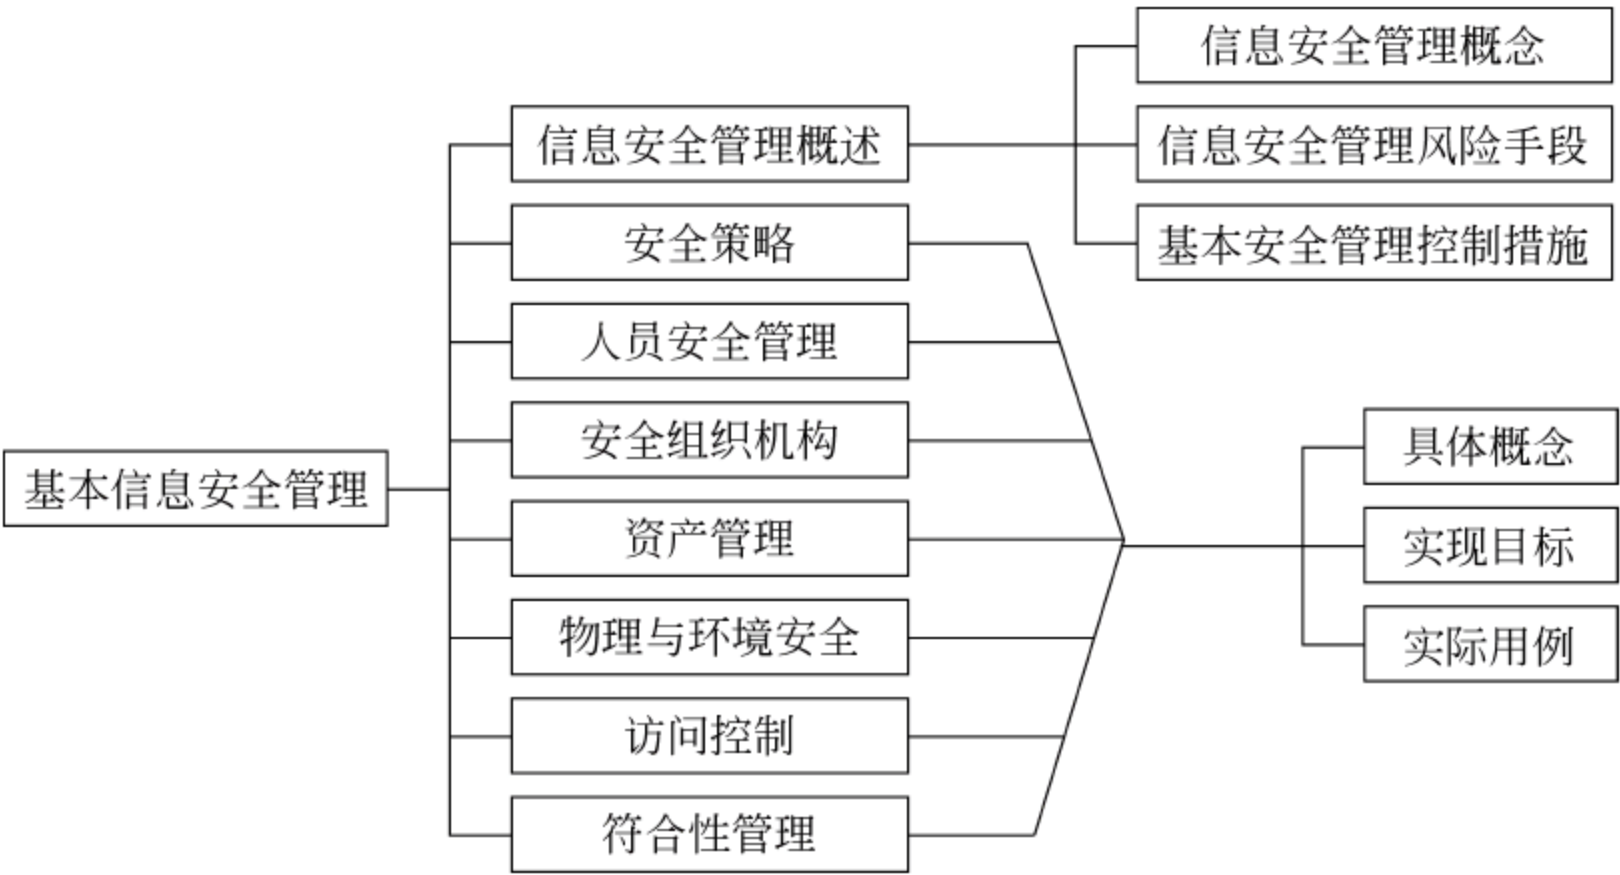 基本信息安全管理
信息安全管理概述
安全策略
人员安全管理
安全组织机构
资产管理
物理与环境安全
访问控制
符合性管理
信息安全管理概念
信息安全管理风险手段
基本安全管理控制措施
具体概念
实现目标
实际用例